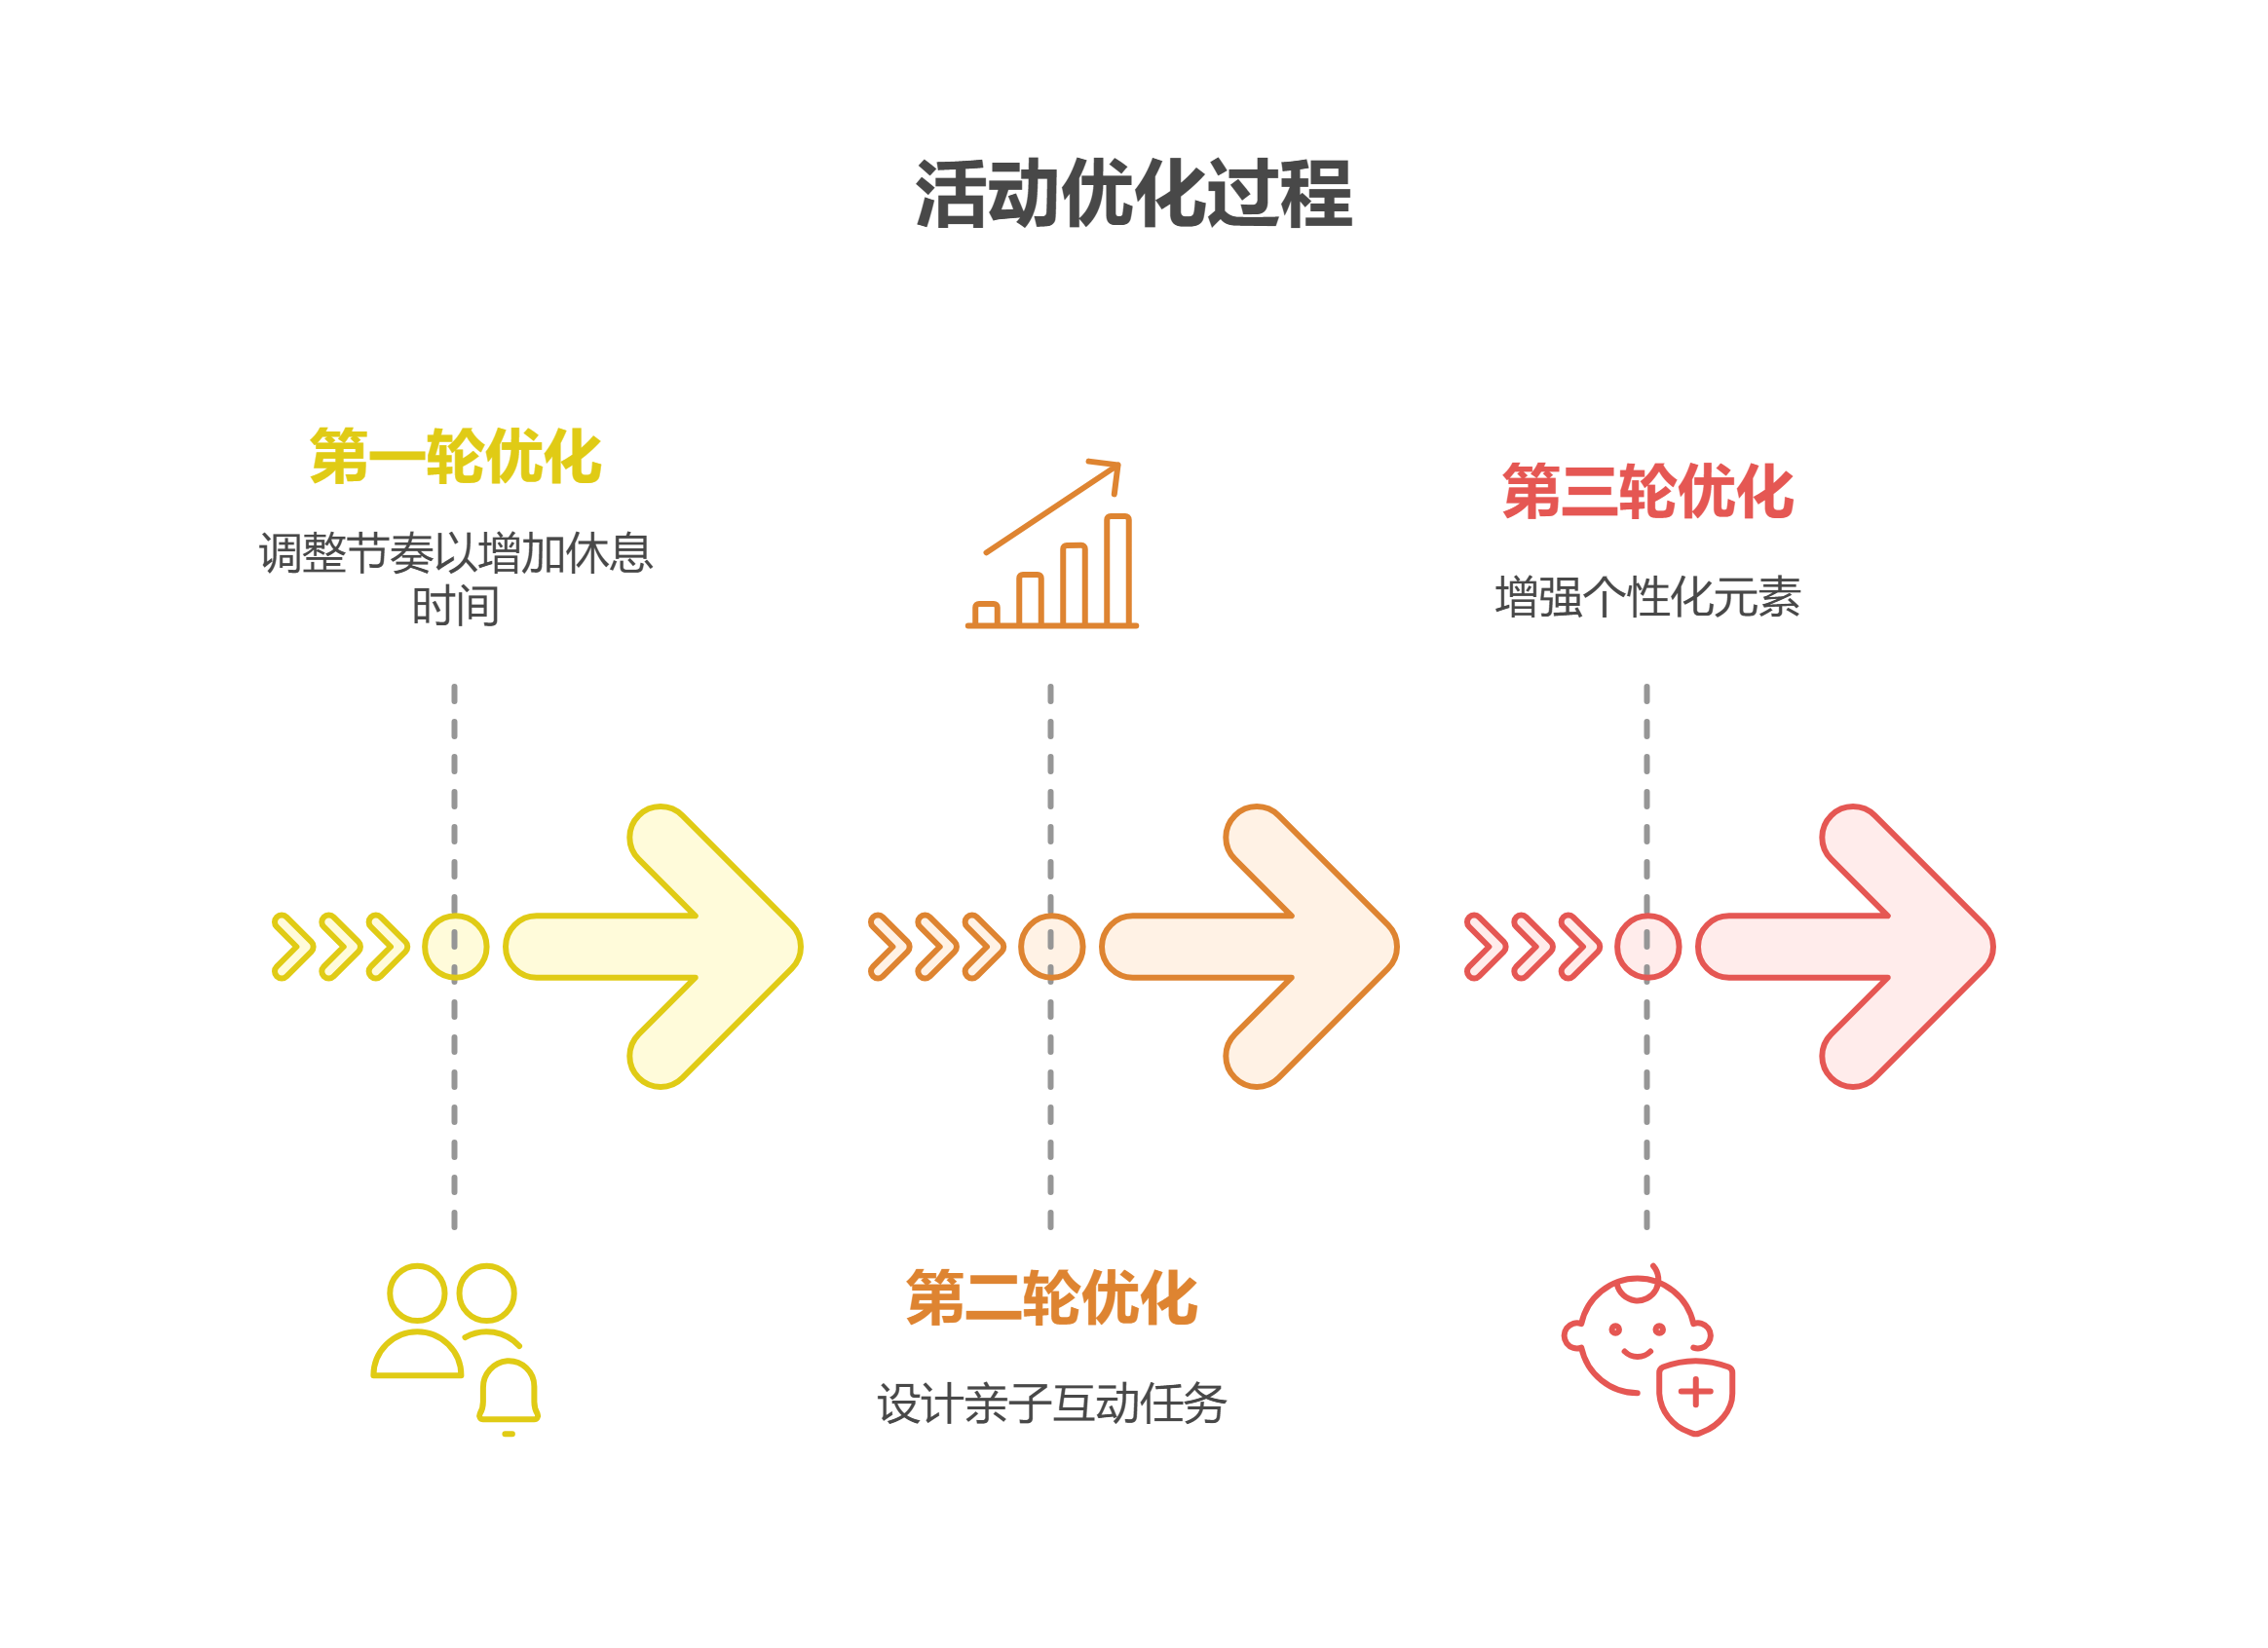 活动优化过程
第一轮优化
调整节奏以增加休息
时间
第二轮优化
设计亲子互动任务
第三轮优化
增强个性化元素